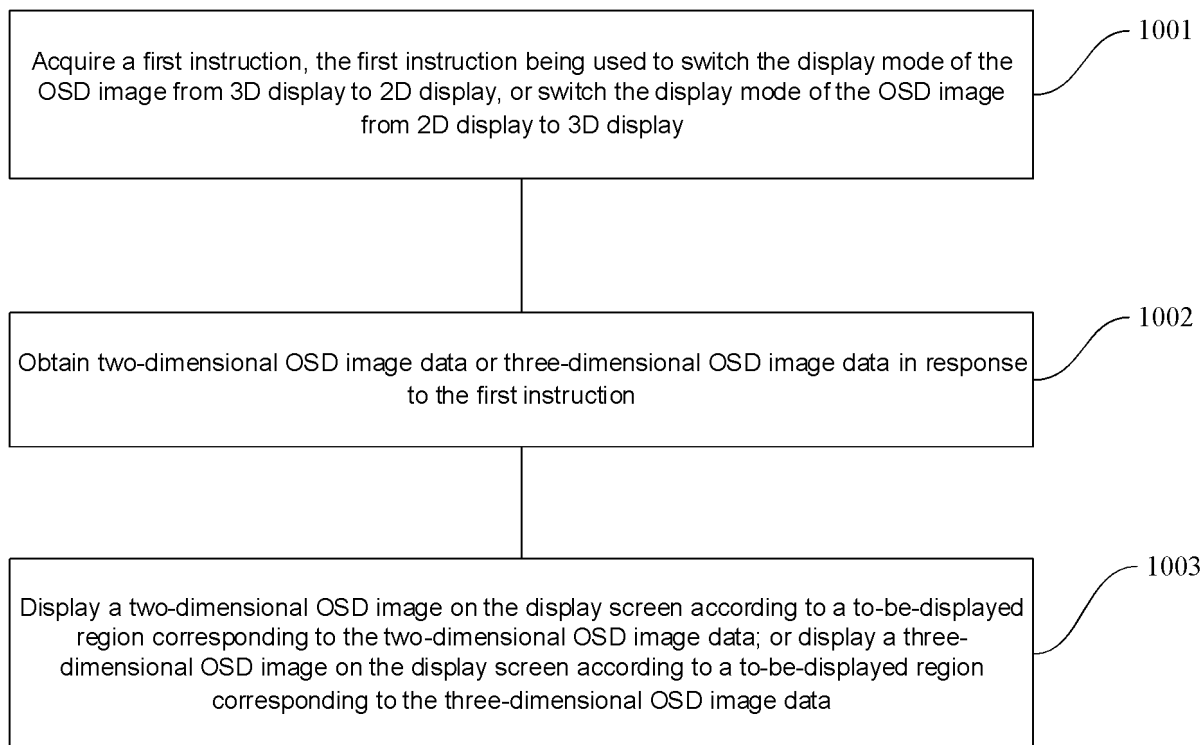 Acquire a first instruction, the first instruction being used to switch the display mode of the
OSD image from 3D display to 2D display, or switch the display mode of the OSD image
from 2D display to 3D display
1001
Obtain two-dimensional OSD image data or three-dimensional OSD image data in response
to the first instruction
1002
Display a two-dimensional OSD image on the display screen according to a to-be-displayed
region corresponding to the two-dimensional OSD image data; or display a three-
dimensional OSD image on the display screen according to a to-be-displayed region
corresponding to the three-dimensional OSD image data
1003